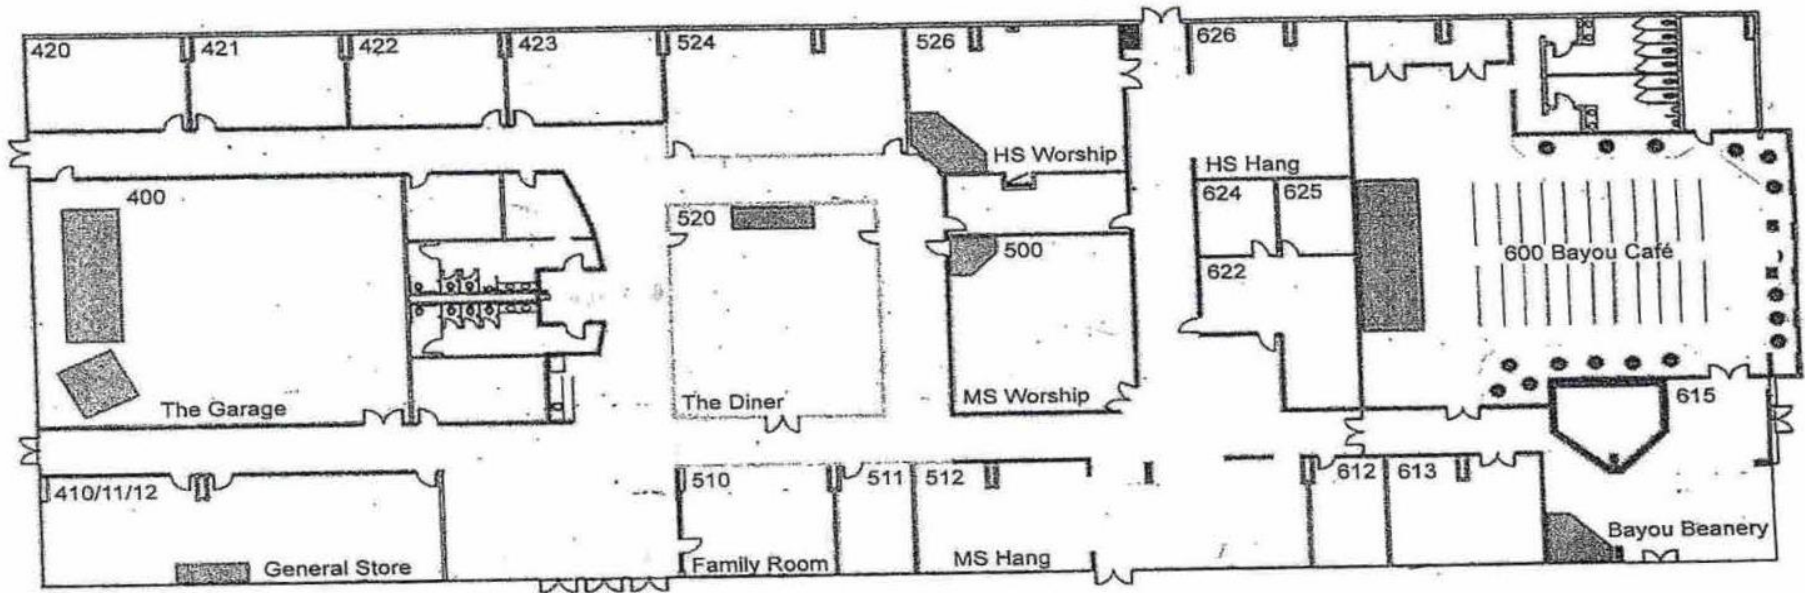 420
421
422
423
524
526
626
HS Worship
HS Hang
400
520
500
624
625
600 Bayou Café
622
The Garage
The Diner
MS Worship
615
410/11/12
510
511
512
612
613
General Store
Family Room
MS Hang
Bayou Beanery